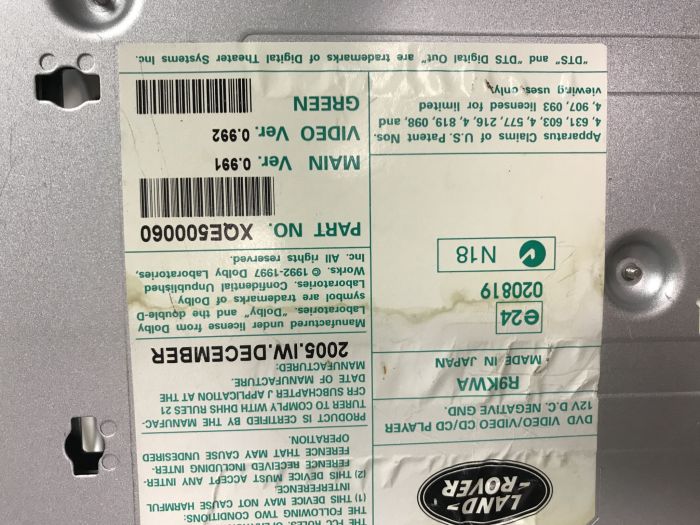 LAND-
-ROVER
DVD VIDEO/VIDEO CD/CD PLAYER
12V D.C. NEGATIVE GND.
R9KWA
MADE IN JAPAN
e24
020819
N18
Apparatus Claims of U.S. Patent Nos.
4, 631, 603, 4, 577, 216, 4, 819, 098, and
4, 907, 093 licensed for limited
viewing uses only.
THE FCC RULES.
THE FOLLOWING TWO CONDITIONS:
(1) THIS DEVICE MAY NOT CAUSE HARMFUL
INTERFERENCE.
(2) THIS DEVICE MUST ACCEPT ANY INTER-
FERENCE RECEIVED INCLUDING INTER-
FERENCE THAT MAY CAUSE UNDESIRED
OPERATION.
PRODUCT IS CERTIFIED BY THE MANUFAC-
TURER TO COMPLY WITH DHHS RULES 21
CFR SUBCHAPTER J APPLICATION AT THE
DATE OF MANUFACTURE.
MANUFACTURED:
2005.IW.DECEMBER
Manufactured under license from Dolby
Laboratories. "Dolby" and the double-D
symbol are trademarks of Dolby
Laboratories. Confidential Unpublished
Works. © 1992-1997 Dolby Laboratories,
Inc. All rights reserved.
PART NO. XQE500060
MAIN Ver. 0.991
VIDEO Ver. 0.992
GREEN
"DTS" and "DTS Digital Out" are trademarks of Digital Theater Systems Inc.